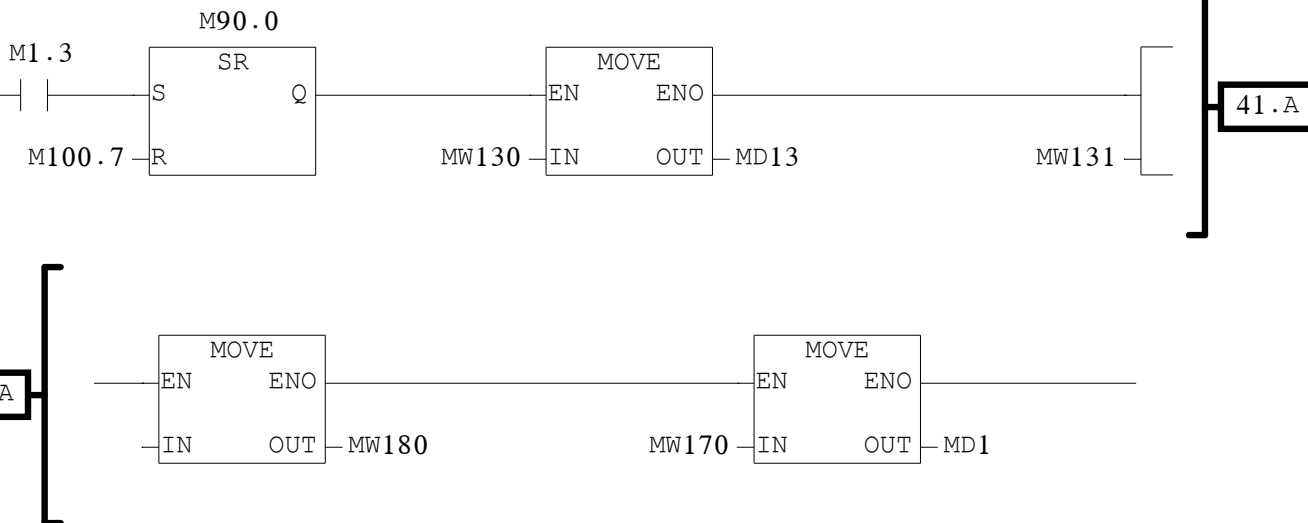 M90.0
M1.3
SR
MOVE
S Q EN ENO
41.A
M100.7 R MW130 IN OUT MD13 MW131
MOVE MOVE
EN ENO EN ENO
A
IN OUT MW180 MW170 IN OUT MD1